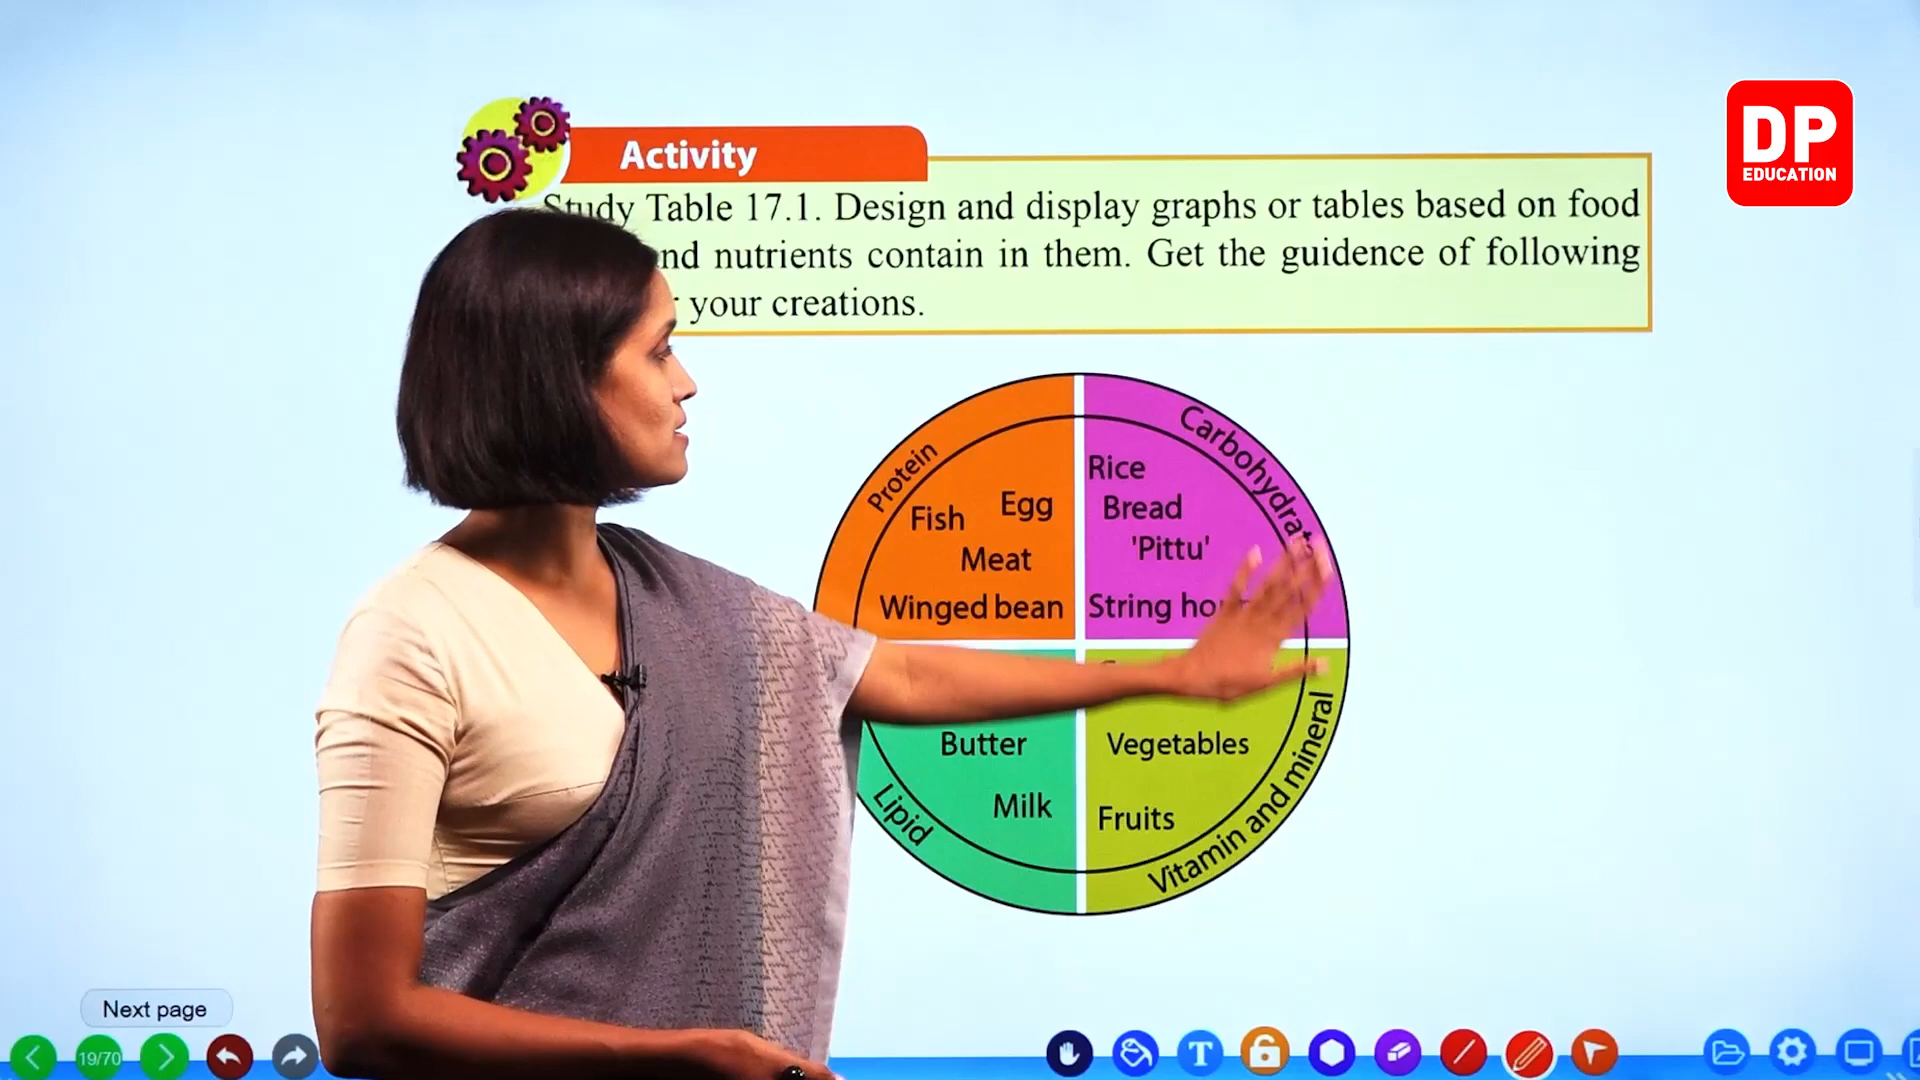 DP
EDUCATION
Activity
Study Table 17.1. Design and display graphs or tables based on food
and nutrients contain in them. Get the guidence of following
your creations.
Protein
Carbohydrat
Fish
Egg
Meat
Winged bean
Rice
Bread
'Pittu'
String
Butter
Milk
Lipid
Vegetables
Fruits
Vitamin and mineral
Next page
19/70
T